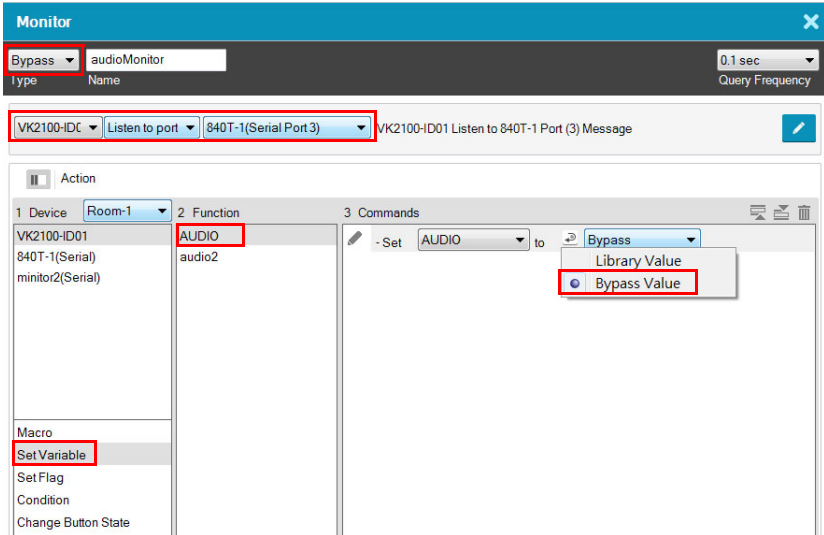 Monitor
Bypass audioMonitor 0.1 sec
Type Name Query Frequency
Listen to port 840T-1(Serial Port 3) VK2100-ID01 Listen to 840T-1 Port (3) Message
Action
1 Device Room-1 2 Function 3 Commands
VK2100-ID01 AUDIO - Set AUDIO to Bypass
840T-1(Serial) audio2 Library Value
minitor2(Serial) Bypass Value
Macro
Set Variable
Set Flag
Condition
Change Button State